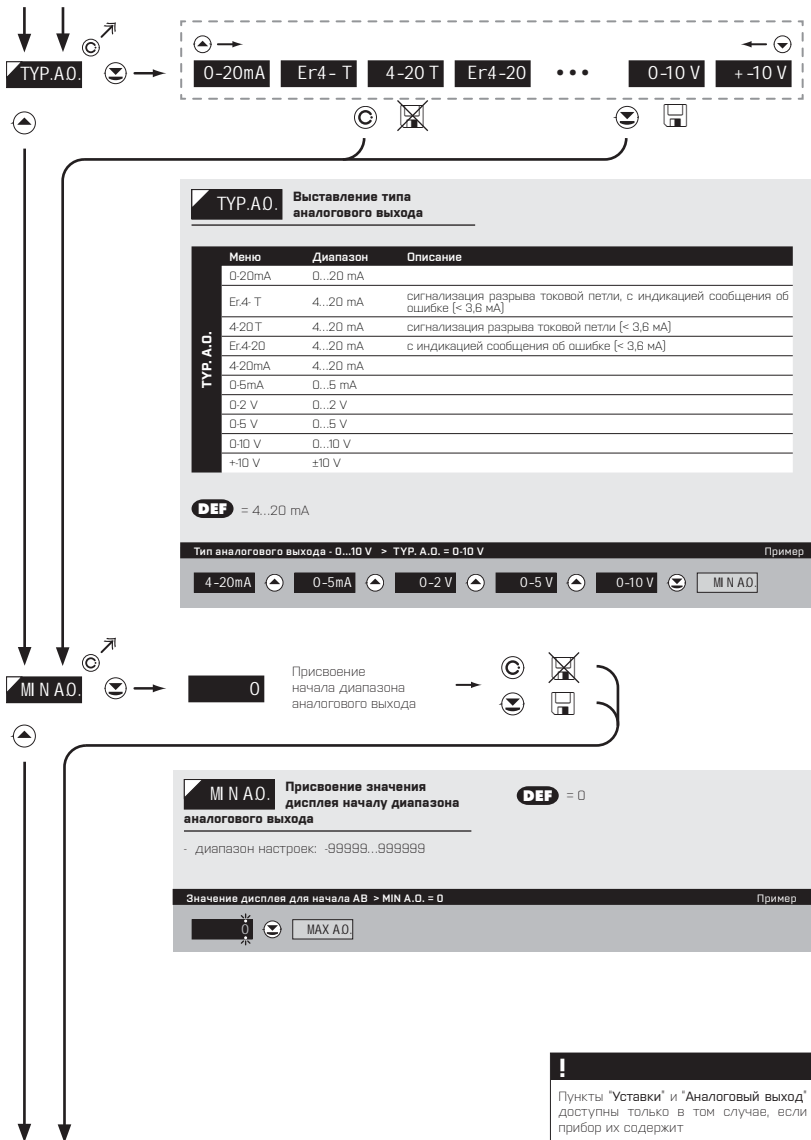 TYP.A.O.
0-20mA Er4- T 4-20 T Er4-20 • • • 0-10 V + -10 V
TYP.A.O. Выставление типа
аналогового выхода
Меню Диапазон Описание
TYP. A.O.
0-20mA 0...20 mA
Er.4- T 4...20 mA сигнализация разрыва токовой петли, с индикацией сообщения об
ошибке (< 3,6 мА)
4-20 T 4...20 mA сигнализация разрыва токовой петли (< 3,6 мА)
Er.4-20 4...20 mA с индикацией сообщения об ошибке (< 3,6 мА)
4-20mA 4...20 mA
0-5mA 0...5 mA
0-2 V 0...2 V
0-5 V 0...5 V
0-10 V 0...10 V
+-10 V ±10 V
DEF = 4...20 mA
Тип аналогового выхода - 0...10 V > TYP. A.O. = 0-10 V Пример
4-20mA 0-5mA 0-2 V 0-5 V 0-10 V MIN A.O.
MIN A.O. 0 Присвоение
начала диапазона
аналогового выхода
MIN A.O. Присвоение значения
дисплея началу диапазона
аналогового выхода
DEF = 0
- диапазон настроек: -99999...999999
Значение дисплея для начала АВ > MIN A.O. = 0 Пример
0 MAX A.O.
!
Пункты "Уставки" и "Аналоговый выход"
доступны только в том случае, если
прибор их содержит